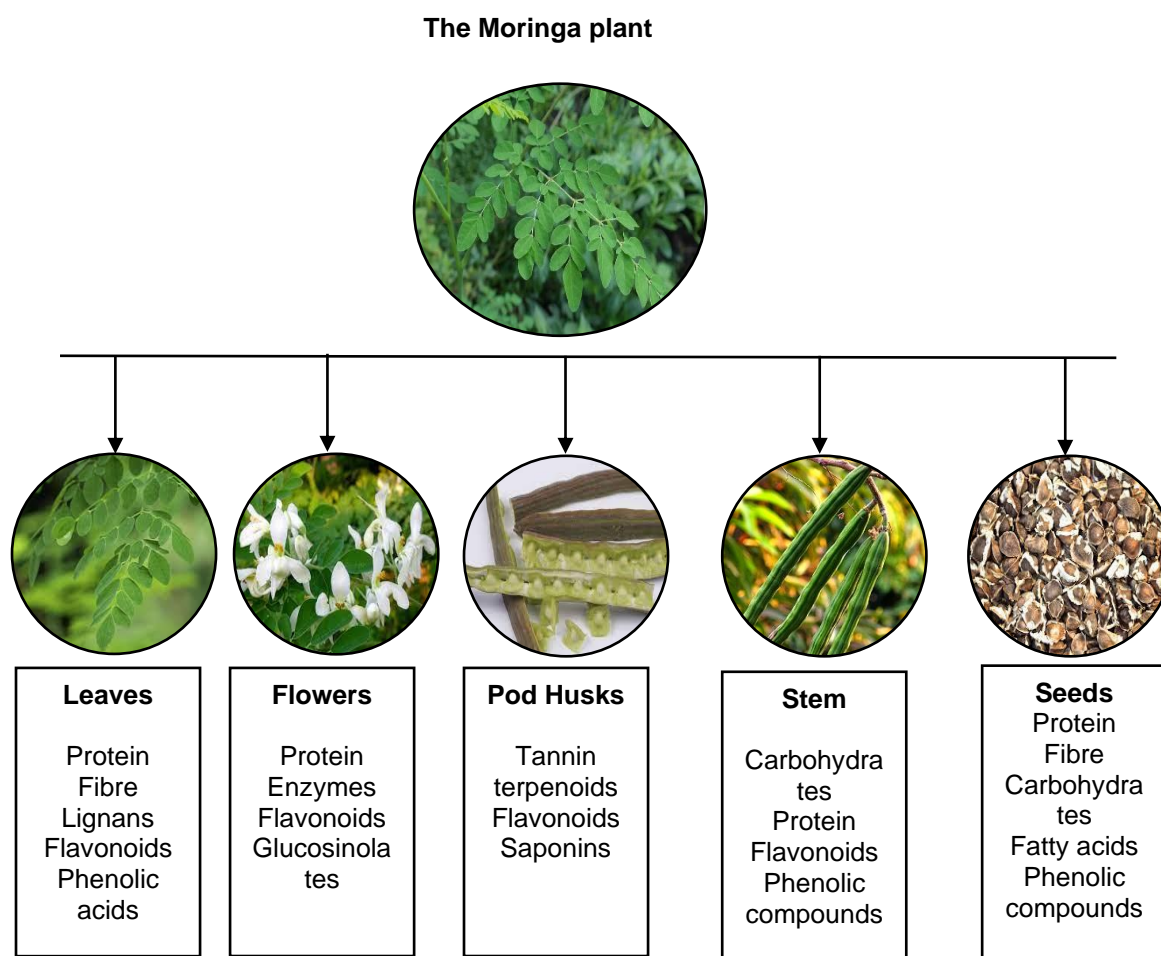 The Moringa plant
Leaves
Protein
Fibre
Lignans
Flavonoids
Phenolic
acids
Flowers
Protein
Enzymes
Flavonoids
Glucosinola
tes
Pod Husks
Tannin
terpenoids
Flavonoids
Saponins
Stem
Carbohydra
tes
Protein
Flavonoids
Phenolic
compounds
Seeds
Protein
Fibre
Carbohydra
tes
Fatty acids
Phenolic
compounds